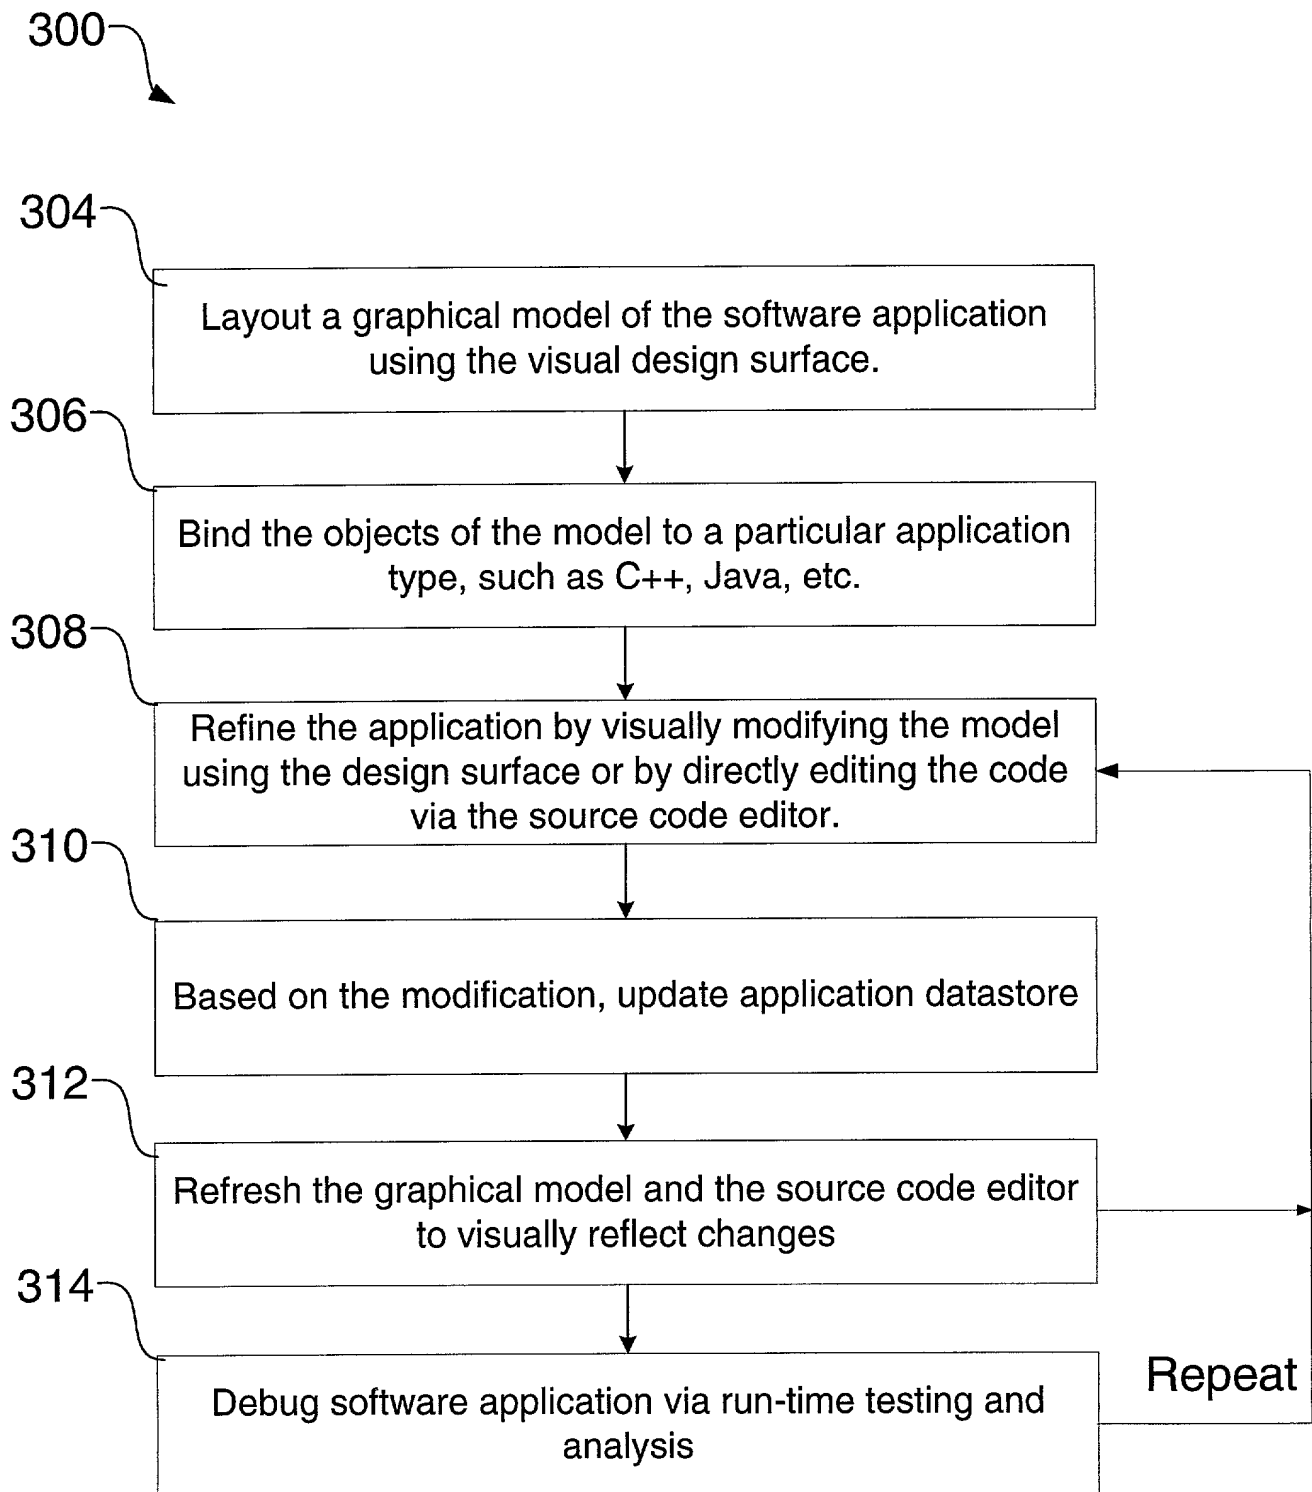 300
304
Layout a graphical model of the software application
using the visual design surface.
306
Bind the objects of the model to a particular application
type, such as C++, Java, etc.
308
Refine the application by visually modifying the model
using the design surface or by directly editing the code
via the source code editor.
310
Based on the modification, update application datastore
312
Refresh the graphical model and the source code editor
to visually reflect changes
314
Debug software application via run-time testing and
analysis
Repeat